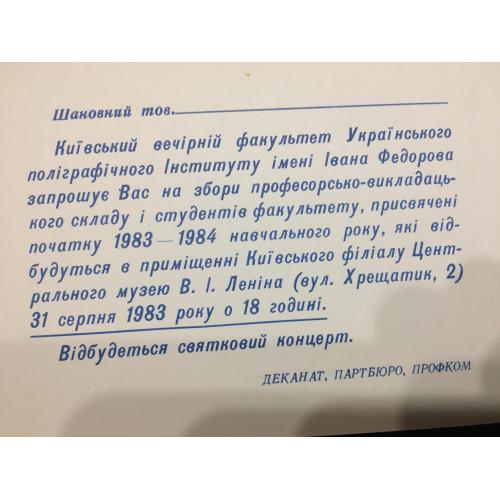 Шановний тов.
Київський вечірній факультет Українського
поліграфічного Інституту імені Івана Федорова
запрошує Вас на збори професорсько-викладаць-
кого складу і студентів факультету, присвячені
початку 1983—1984 навчального року, які від-
будуться в приміщенні Київського філіалу Цент-
рального музею В. І. Леніна (вул. Хрещатик, 2)
31 серпня 1983 року о 18 годині.
Відбудеться святковий концерт.
ДЕКАНАТ, ПАРТБЮРО, ПРОФКОМ